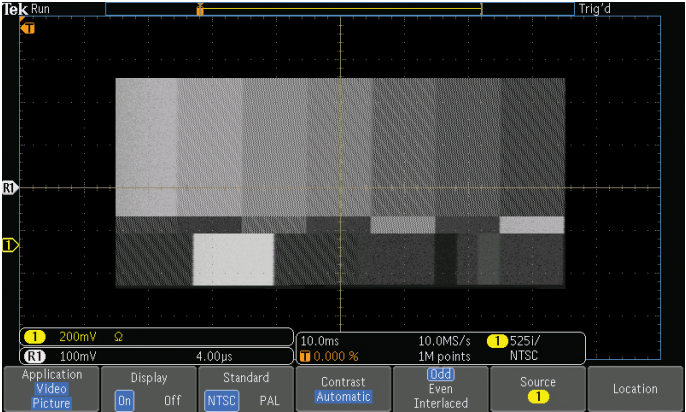 Tek Run Trig'd
T
T
R1
1
1 200mV Ω
R1 100mV 4.00µs
10.0ms 10.0MS/s 1 525i/
T 0.000 % 1M points NTSC
Application
Video
Picture
Display
On Off
Standard
NTSC PAL
Contrast
Automatic
Odd
Even
Interlaced
Source
1
Location